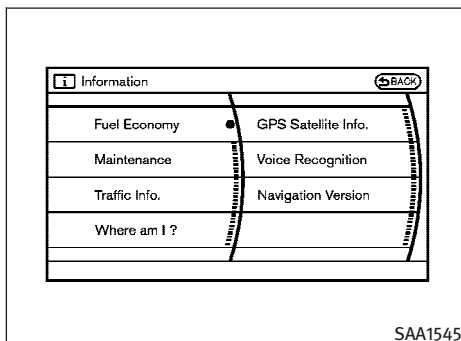 i Information
BACK
Fuel Economy
GPS Satellite Info.
Maintenance
Voice Recognition
Traffic Info.
Navigation Version
Where am I ?
SAA1545